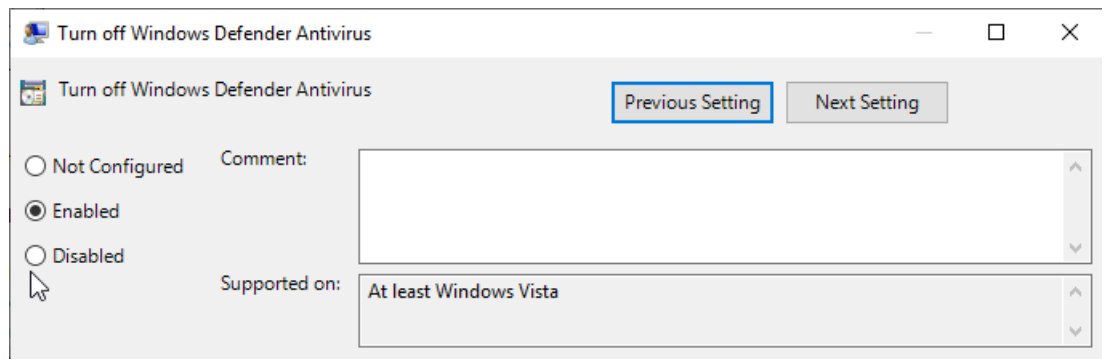 Turn off Windows Defender Antivirus
Turn off Windows Defender Antivirus
Previous Setting
Next Setting
Not Configured
Comment:
Enabled
Disabled
Supported on:
At least Windows Vista